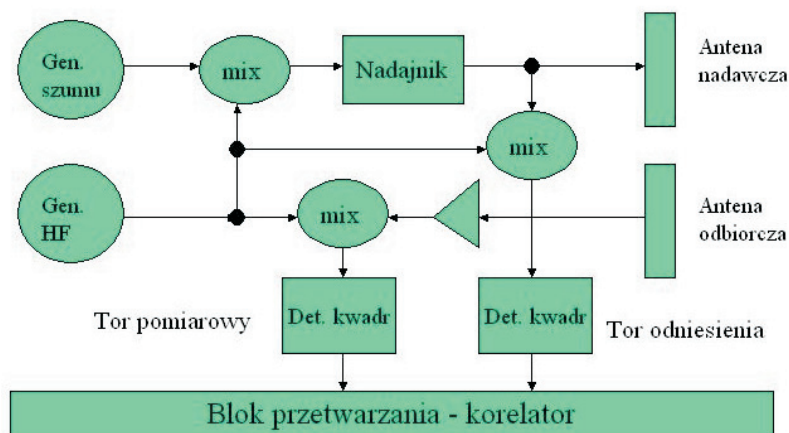 Gen.
szumu
mix
Nadajnik
Antena
nadawcza
mix
Gen.
HF
mix
Antena
odbiorcza
Tor pomiarowy
Det. kwadr
Det. kwadr
Tor odniesienia
Blok przetwarzania - korelator